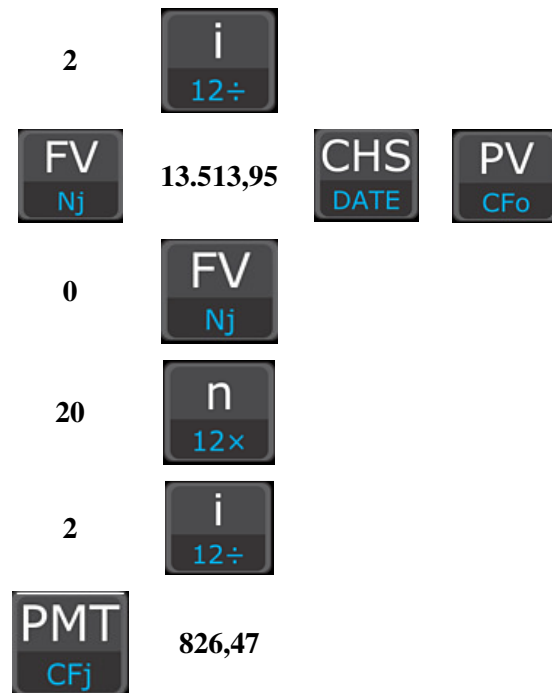 2 i
12÷
FV 13.513,95 CHS PV
Nj DATE CFo
0 FV
Nj
20 n
12×
2 i
12÷
PMT 826,47
CFj